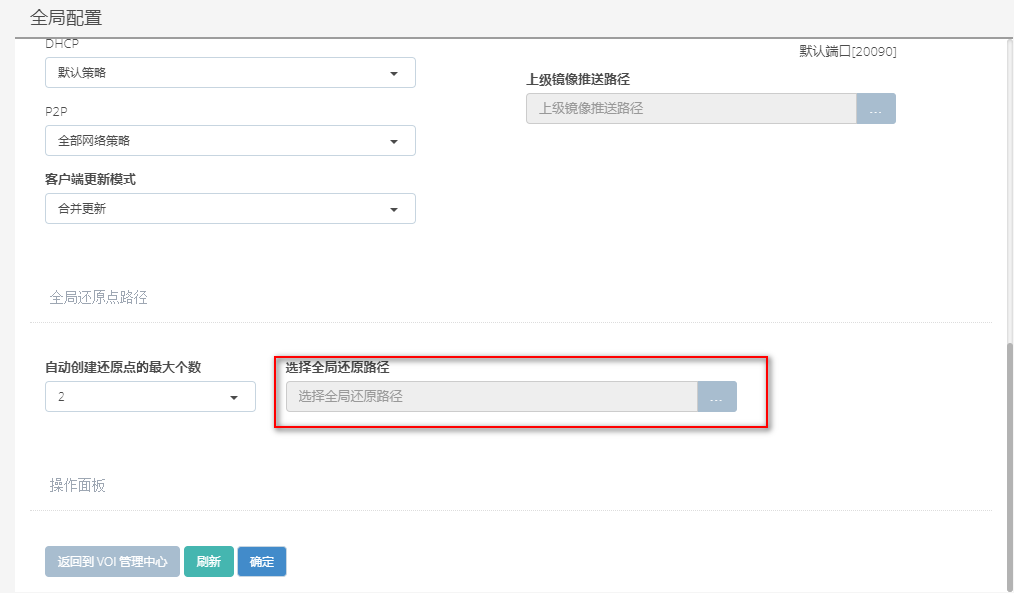 全局配置
DHCP
默认策略
P2P
全部网络策略
客户端更新模式
合并更新
默认端口[20090]
上级镜像推送路径
上级镜像推送路径
...
全局还原点路径
自动创建还原点的最大个数
2
选择全局还原路径
选择全局还原路径
...
操作面板
返回到 VOI 管理中心
刷新
确定